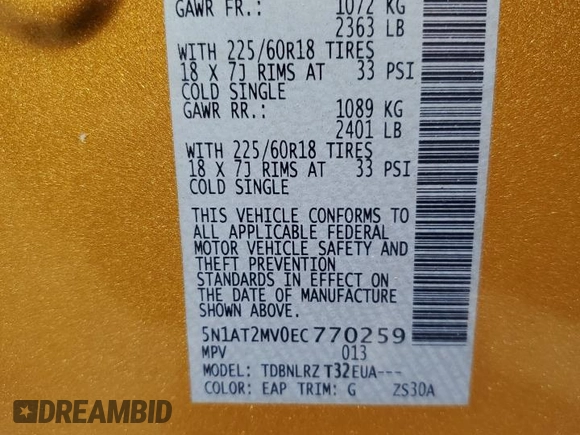 GAWR FR.: 1072 KG
2363 LB
WITH 225/60R18 TIRES
18 X 7J RIMS AT 33 PSI
COLD SINGLE
GAWR RR.: 1089 KG
2401 LB
WITH 225/60R18 TIRES
18 X 7J RIMS AT 33 PSI
COLD SINGLE
THIS VEHICLE CONFORMS TO
ALL APPLICABLE FEDERAL
MOTOR VEHICLE SAFETY AND
THEFT PREVENTION
STANDARDS IN EFFECT ON
THE DATE OF MANUFACTURE
SHOWN ABOVE.
5N1AT2MV0EC770259
MPV 013
MODEL: TDBNLRZ T32EUA---
COLOR: EAP TRIM: G ZS30A
DREAMBID